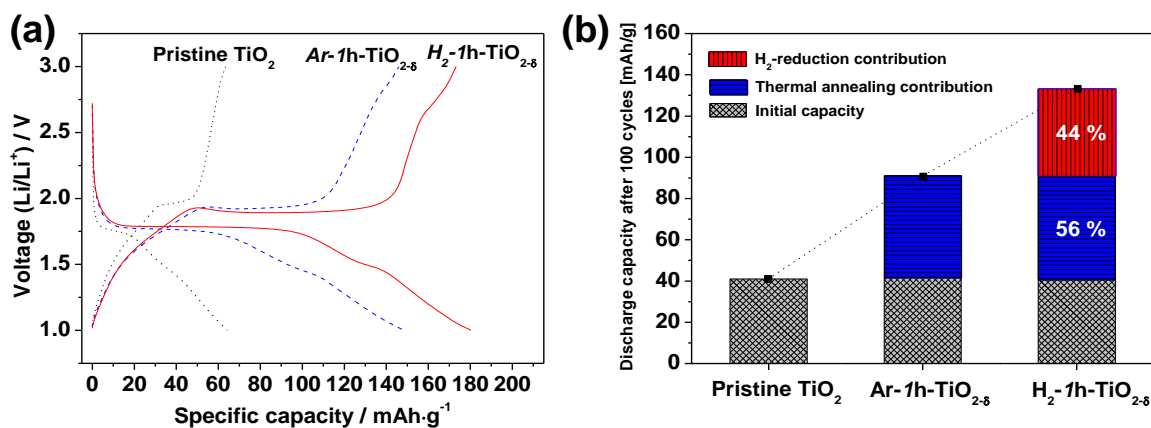 (a)
Pristine TiO₂
Ar-1h-TiO₂₋δ
H₂-1h-TiO₂₋δ
Voltage (Li/Li⁺) / V
3.0
2.5
2.0
1.5
1.0
0 20 40 60 80 100 120 140 160 180 200
Specific capacity / mAh·g⁻¹
(b)
Discharge capacity after 100 cycles [mAh/g]
160
140
120
100
80
60
40
20
0
H₂-reduction contribution
Thermal annealing contribution
Initial capacity
44 %
56 %
Pristine TiO₂
Ar-1h-TiO₂₋δ
H₂-1h-TiO₂₋δ